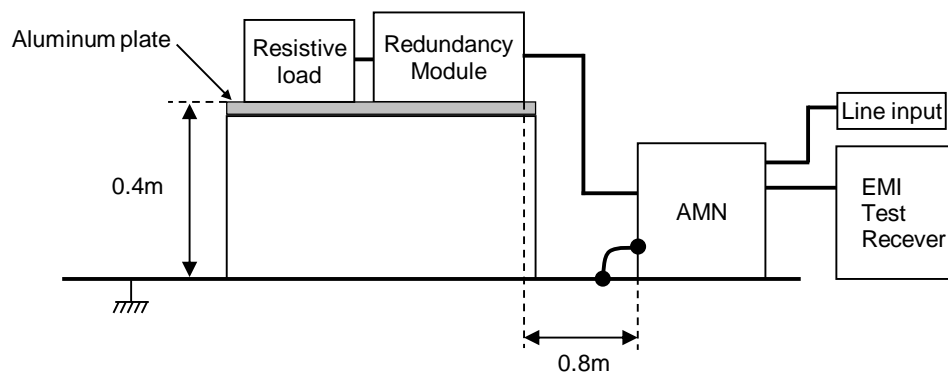 Aluminum plate
Resistive
load
Redundancy
Module
Line input
0.4m
AMN
EMI
Test
Recever
0.8m